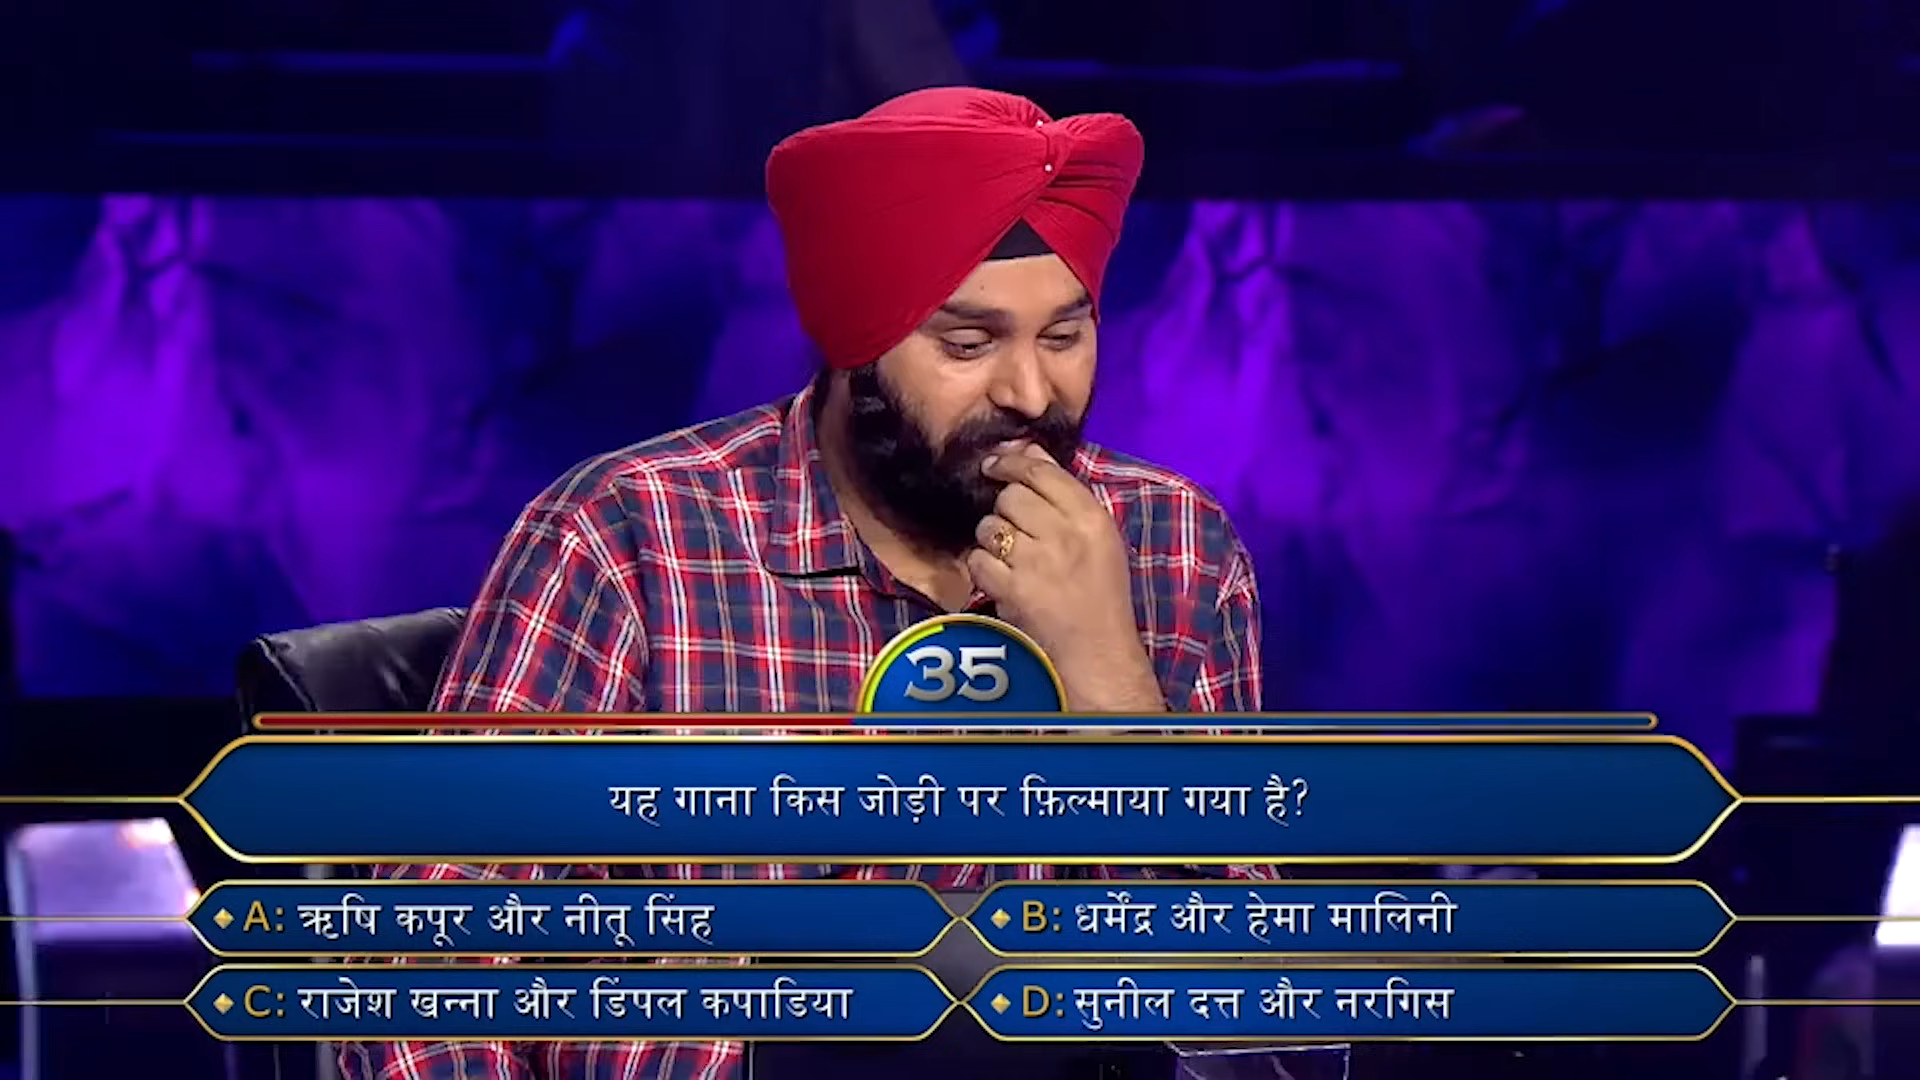 35
यह गाना किस जोड़ी पर फ़िल्माया गया है?
A: ऋषि कपूर और नीतू सिंह
B: धर्मेंद्र और हेमा मालिनी
C: राजेश खन्ना और डिंपल कपाडिया
D: सुनील दत्त और नरगिस